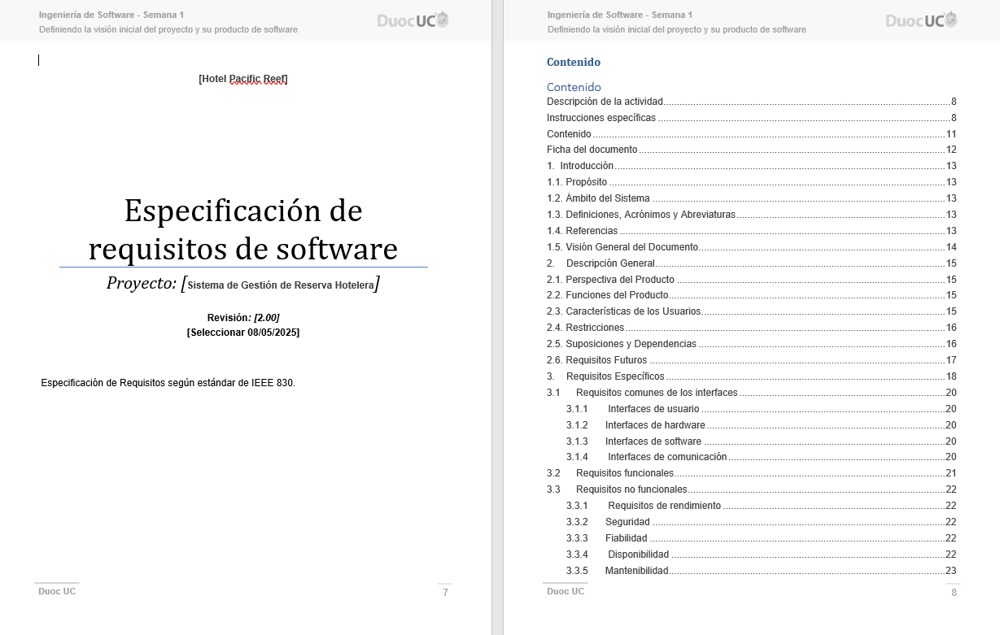 Ingeniería de Software - Semana 1
Definiendo la visión inicial del proyecto y su producto de software
Duoc UC
[Hotel Pacific Reef]
Especificación de
requisitos de software
Proyecto: [Sistema de Gestión de Reserva Hotelera]
Revisión: [2.00]
[Seleccionar 08/05/2025]
Especificación de Requisitos según estándar de IEEE 830.
Duoc UC
7
Ingeniería de Software - Semana 1
Definiendo la visión inicial del proyecto y su producto de software
Duoc UC
Contenido
Contenido
Descripción de la actividad 8
Instrucciones específicas 8
Contenido 11
Ficha del documento 12
1. Introducción 13
1.1. Propósito 13
1.2. Ámbito del Sistema 13
1.3. Definiciones, Acrónimos y Abreviaturas 13
1.4. Referencias 13
1.5. Visión General del Documento 14
2. Descripción General 15
2.1. Perspectiva del Producto 15
2.2. Funciones del Producto 15
2.3. Características de los Usuarios 15
2.4. Restricciones 16
2.5. Suposiciones y Dependencias 16
2.6. Requisitos Futuros 17
3. Requisitos Específicos 18
3.1 Requisitos comunes de los interfaces 20
3.1.1 Interfaces de usuario 20
3.1.2 Interfaces de hardware 20
3.1.3 Interfaces de software 20
3.1.4 Interfaces de comunicación 20
3.2 Requisitos funcionales 21
3.3 Requisitos no funcionales 22
3.3.1 Requisitos de rendimiento 22
3.3.2 Seguridad 22
3.3.3 Fiabilidad 22
3.3.4 Disponibilidad 22
3.3.5 Mantenibilidad 23
Duoc UC
8